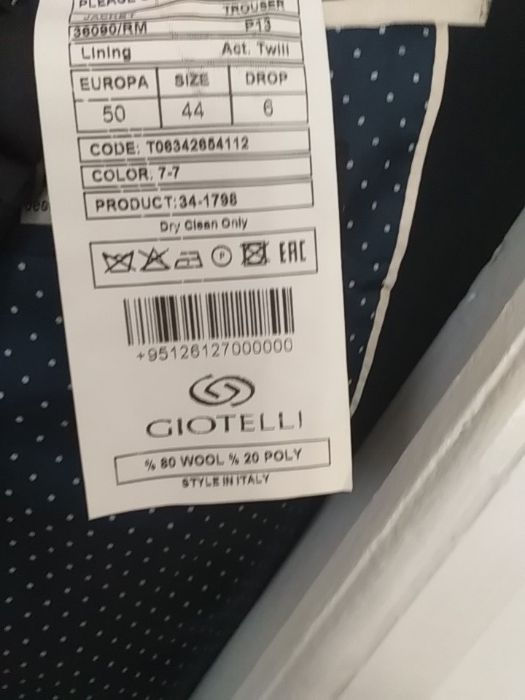 JACKET TROUSER
36090/RM P13
Lining Act. Twill
EUROPA SIZE DROP
50 44 6
CODE: T06342654112
COLOR. 7-7
PRODUCT:34-1798
Dry Clean Only
P EAC
+95126127000000
GIOTELLI
% 80 WOOL % 20 POLY
STYLE IN ITALY